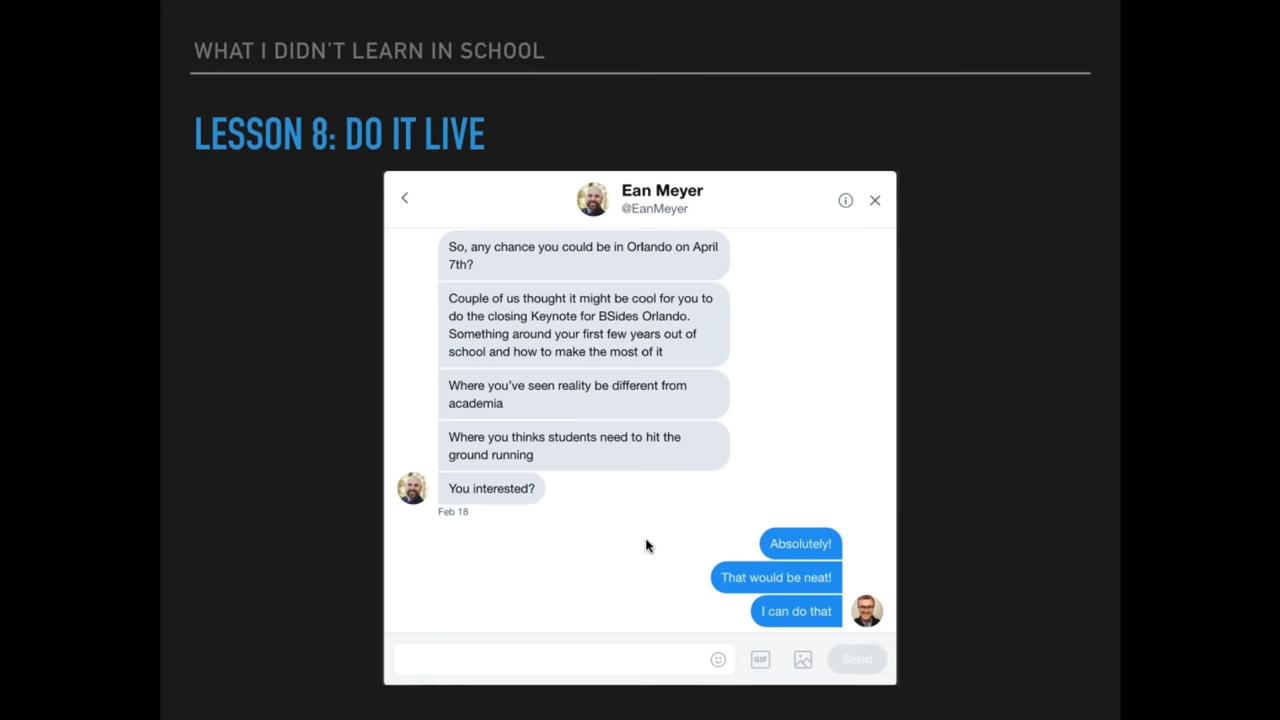 WHAT I DIDN'T LEARN IN SCHOOL
LESSON 8: DO IT LIVE
Ean Meyer
@EanMeyer
So, any chance you could be in Orlando on April
7th?
Couple of us thought it might be cool for you to
do the closing Keynote for BSides Orlando.
Something around your first few years out of
school and how to make the most of it
Where you've seen reality be different from
academia
Where you thinks students need to hit the
ground running
You interested?
Feb 18
Absolutely!
That would be neat!
I can do that
GIF
Send